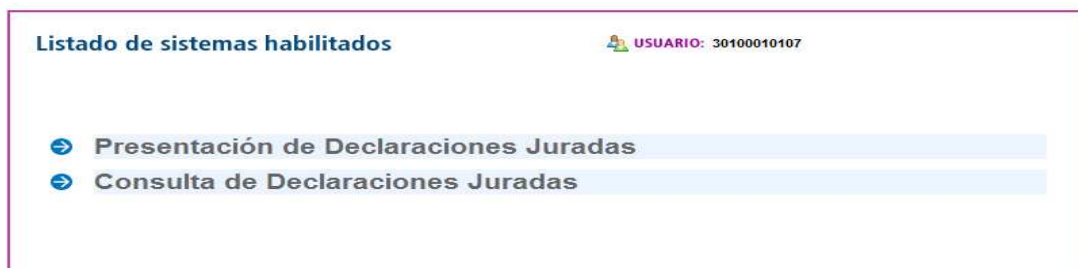 Listado de sistemas habilitados USUARIO: 30100010107
Presentación de Declaraciones Juradas
Consulta de Declaraciones Juradas